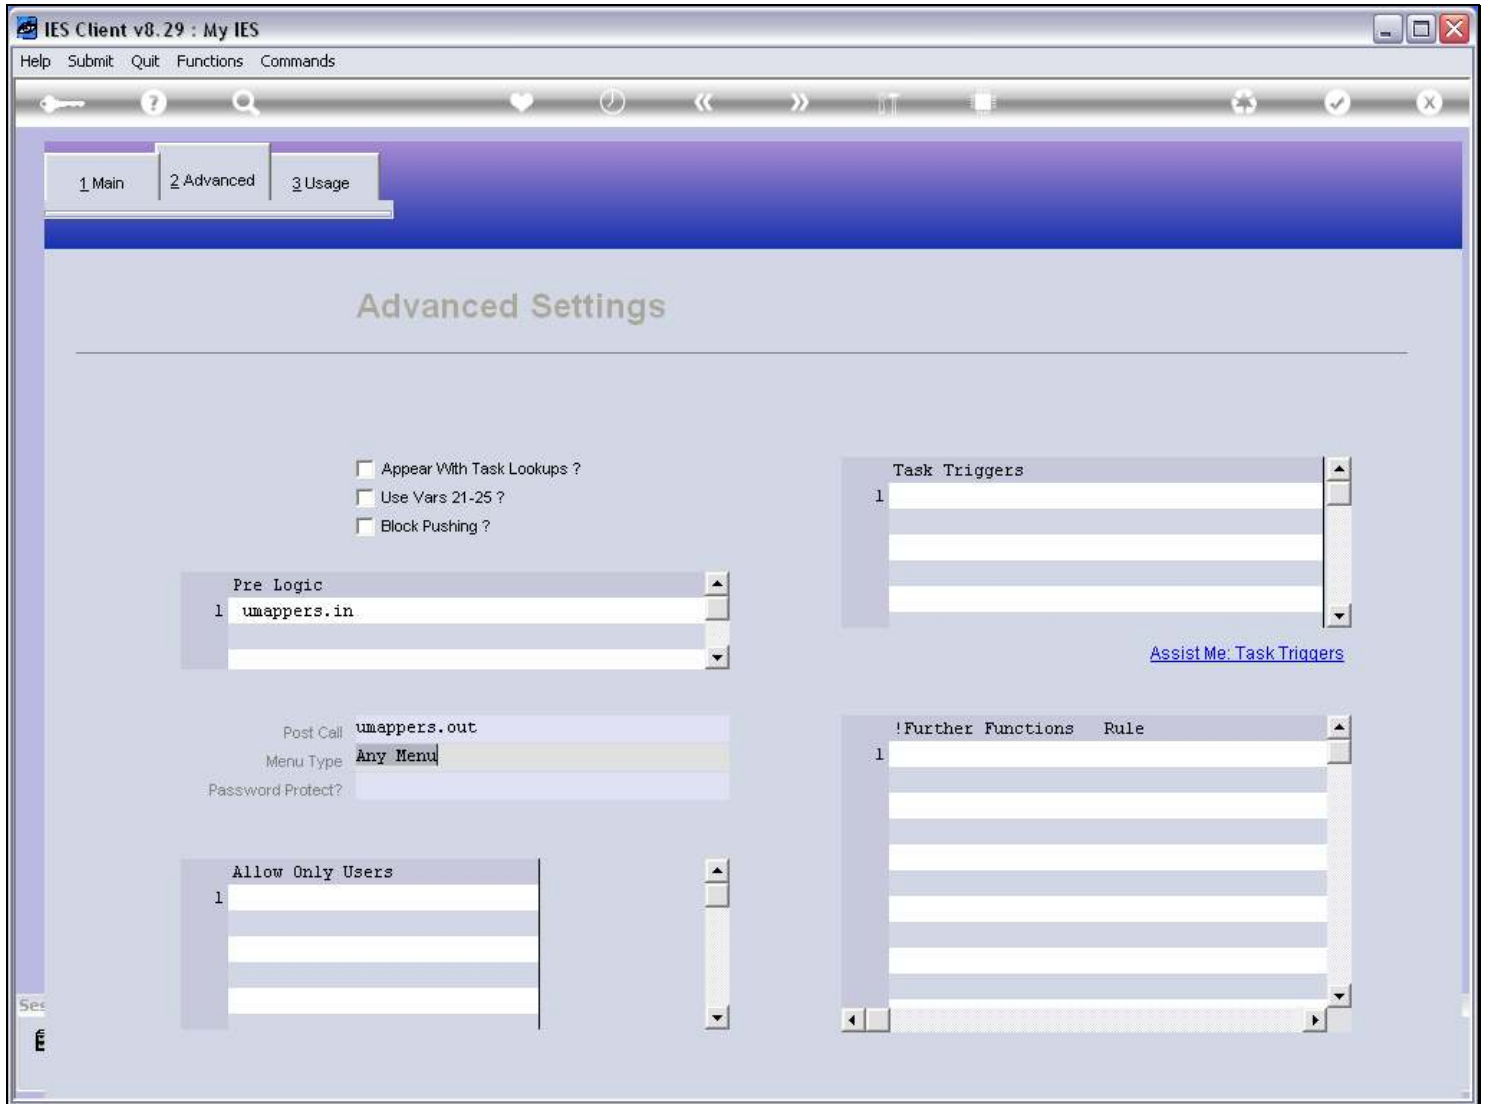 IES Client v8.29 : My IES
Help Submit Quit Functions Commands
1 Main
2 Advanced
3 Usage
Advanced Settings
Appear With Task Lookups ?
Use Vars 21-25 ?
Block Pushing ?
Pre Logic
1 umappers.in
Post Call umappers.out
Menu Type Any Menu
Password Protect?
Allow Only Users
1
Task Triggers
1
Assist Me: Task Triggers
!Further Functions Rule
1